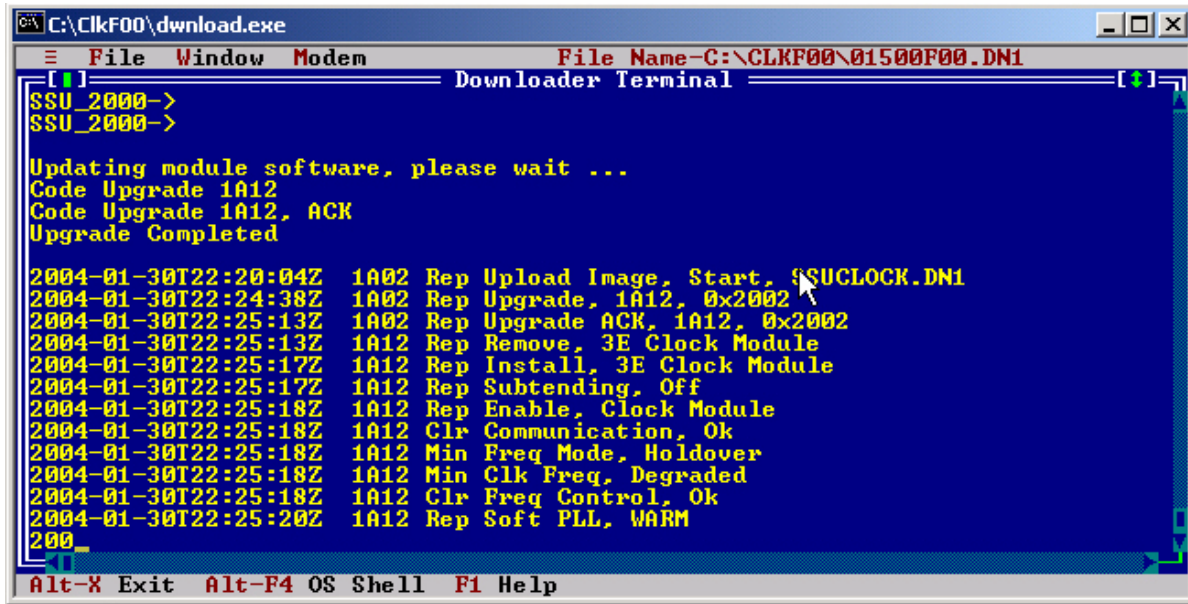 C:\ClkF00\dwnload.exe
≡ File Window Modem File Name-C:\CLKF00\01500F00.DN1
Downloader Terminal
SSU_2000->
SSU_2000->
Updating module software, please wait ...
Code Upgrade 1A12
Code Upgrade 1A12, ACK
Upgrade Completed
2004-01-30T22:20:04Z 1A02 Rep Upload Image, Start, SSUCLOCK.DN1
2004-01-30T22:24:38Z 1A02 Rep Upgrade, 1A12, 0x2002
2004-01-30T22:25:13Z 1A02 Rep Upgrade ACK, 1A12, 0x2002
2004-01-30T22:25:13Z 1A12 Rep Remove, 3E Clock Module
2004-01-30T22:25:17Z 1A12 Rep Install, 3E Clock Module
2004-01-30T22:25:17Z 1A12 Rep Subtending, Off
2004-01-30T22:25:18Z 1A12 Rep Enable, Clock Module
2004-01-30T22:25:18Z 1A12 Clr Communication, Ok
2004-01-30T22:25:18Z 1A12 Min Freq Mode, Holdover
2004-01-30T22:25:18Z 1A12 Min Clk Freq, Degraded
2004-01-30T22:25:18Z 1A12 Clr Freq Control, Ok
2004-01-30T22:25:20Z 1A12 Rep Soft PLL, WARM
200_
Alt-X Exit Alt-F4 OS Shell F1 Help